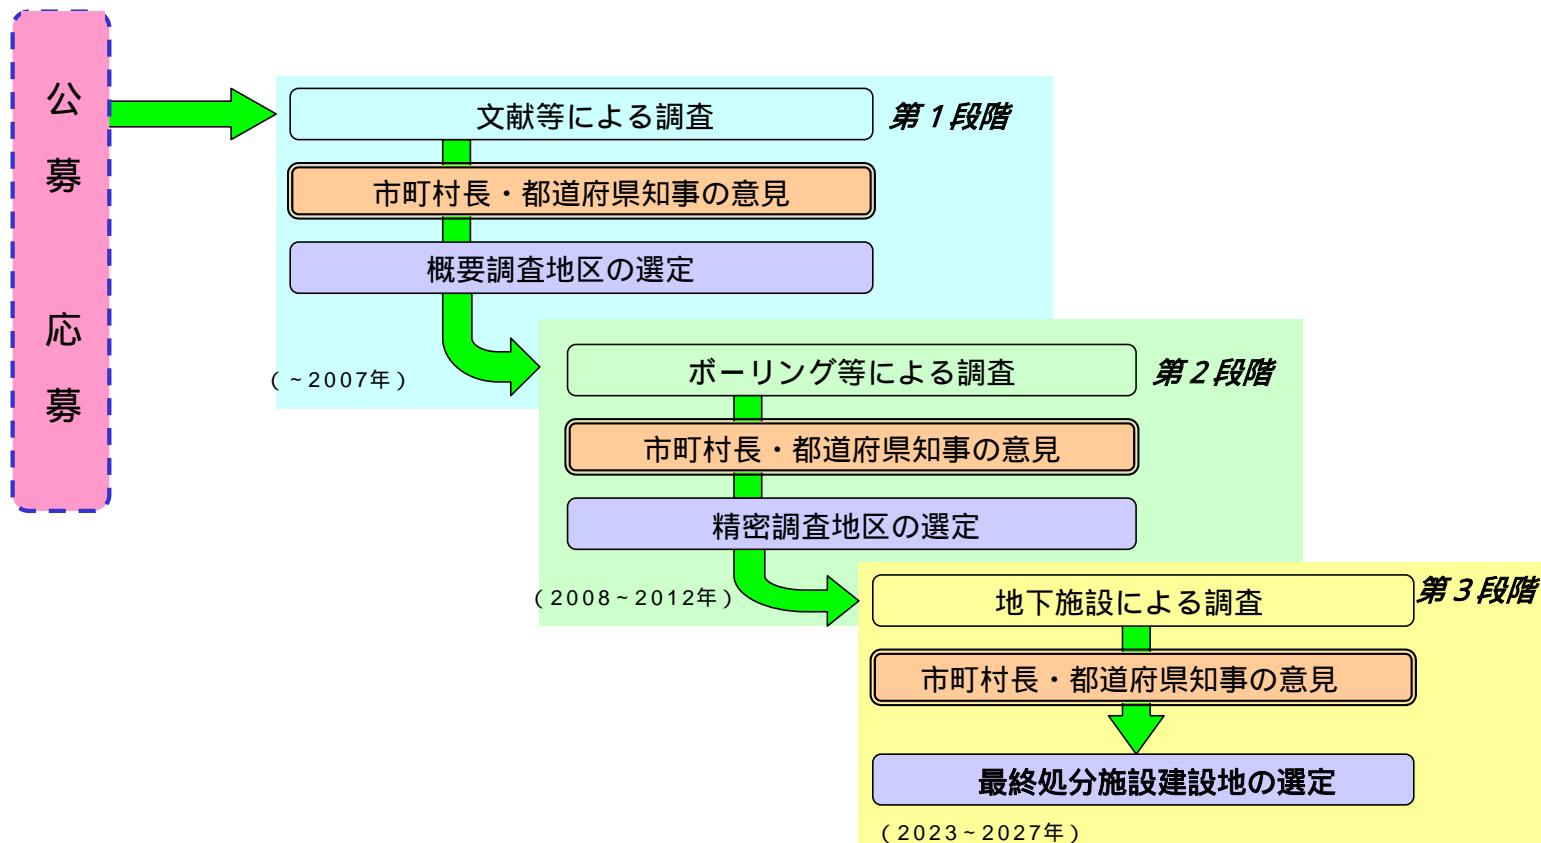 公募 応募
文献等による調査
第１段階
市町村長・都道府県知事の意見
概要調査地区の選定
（~2007年）
ボーリング等による調査
第２段階
市町村長・都道府県知事の意見
精密調査地区の選定
（2008~2012年）
地下施設による調査
第３段階
市町村長・都道府県知事の意見
最終処分施設建設地の選定
（2023~2027年）